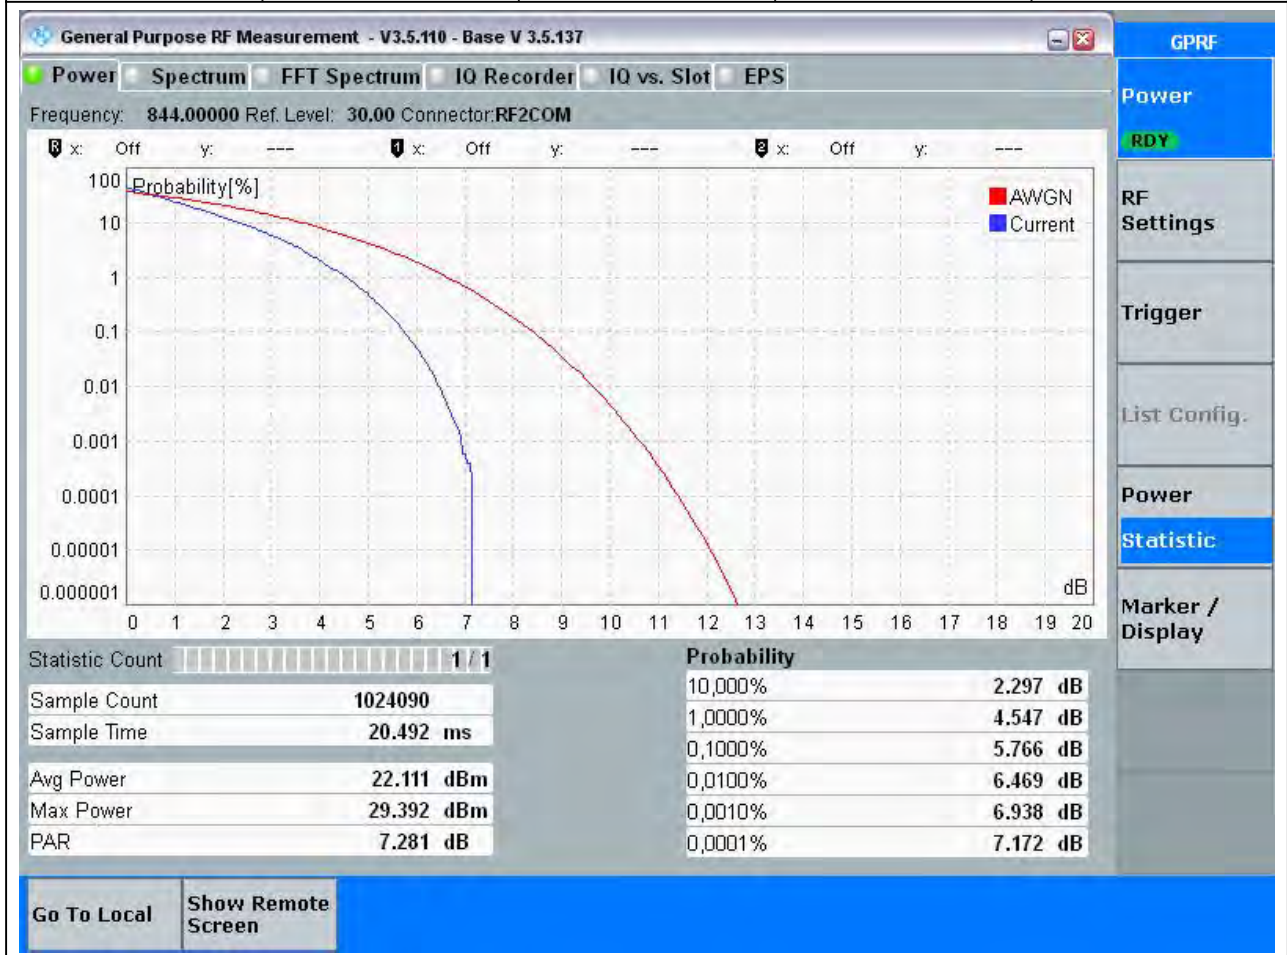 General Purpose RF Measurement - V3.5.110 - Base V 3.5.137
GPRF
Power Spectrum FFT Spectrum IQ Recorder IQ vs. Slot EPS
Frequency: 844.00000 Ref. Level: 30.00 Connector:RF2COM
R x: Off y: --- 1 x: Off y: --- 2 x: Off y: ---
Probability[%]
AWGN
Current
100
10
1
0.1
0.01
0.001
0.0001
0.00001
0.000001
dB
0 1 2 3 4 5 6 7 8 9 10 11 12 13 14 15 16 17 18 19 20
Statistic Count 1 / 1
Sample Count 1024090
Sample Time 20.492 ms
Avg Power 22.111 dBm
Max Power 29.392 dBm
PAR 7.281 dB
Probability
10,000% 2.297 dB
1,0000% 4.547 dB
0,1000% 5.766 dB
0,0100% 6.469 dB
0,0010% 6.938 dB
0,0001% 7.172 dB
Power
RDY
RF
Settings
Trigger
List Config.
Power
Statistic
Marker /
Display
Go To Local
Show Remote
Screen